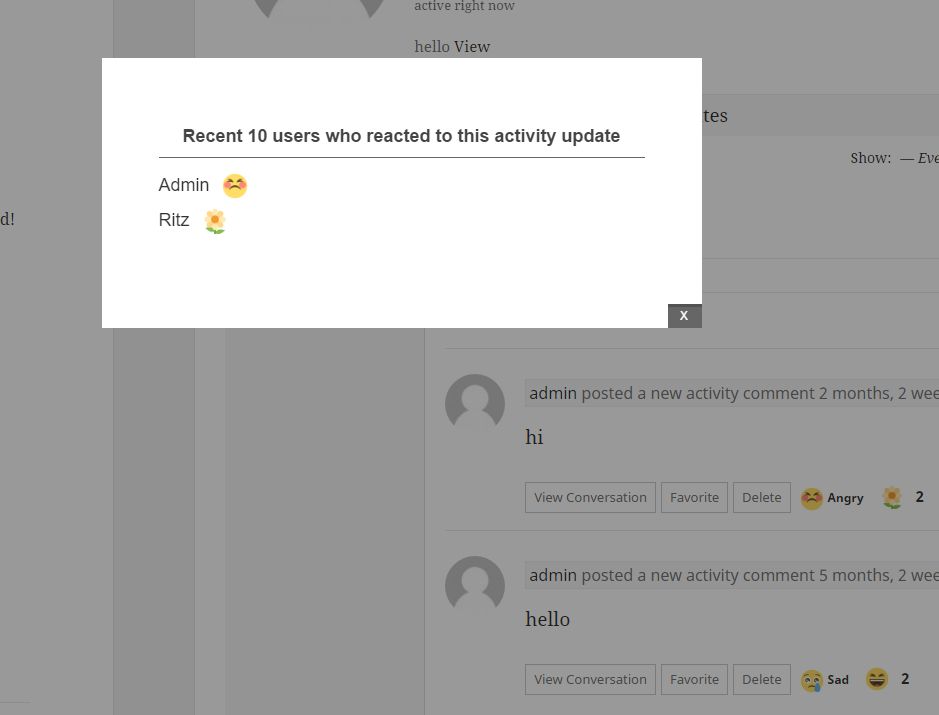 active right now
hello View
Recent 10 users who reacted to this activity update
tes
Show: — Eve
Admin
d!
Ritz
X
admin posted a new activity comment 2 months, 2 wee
hi
View Conversation Favorite Delete Angry 2
admin posted a new activity comment 5 months, 2 wee
hello
View Conversation Favorite Delete Sad 2